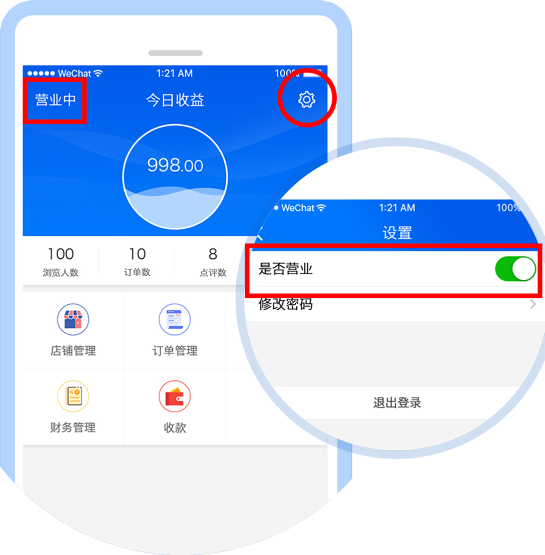 WeChat 1:21 AM 100%
营业中 今日收益
998.00
100 10 8
浏览人数 订单数 点评数
店铺管理 订单管理
财务管理 收款
WeChat 1:21 AM 100%
设置
是否营业
修改密码
退出登录